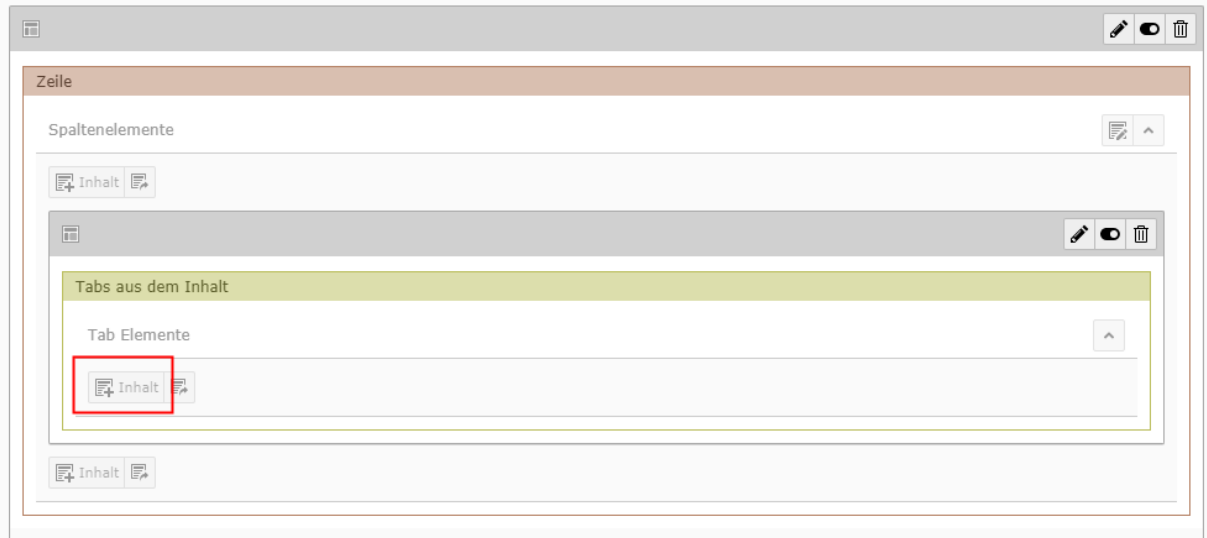 Zeile
Spaltenelemente
Inhalt
Tabs aus dem Inhalt
Tab Elemente
Inhalt
Inhalt